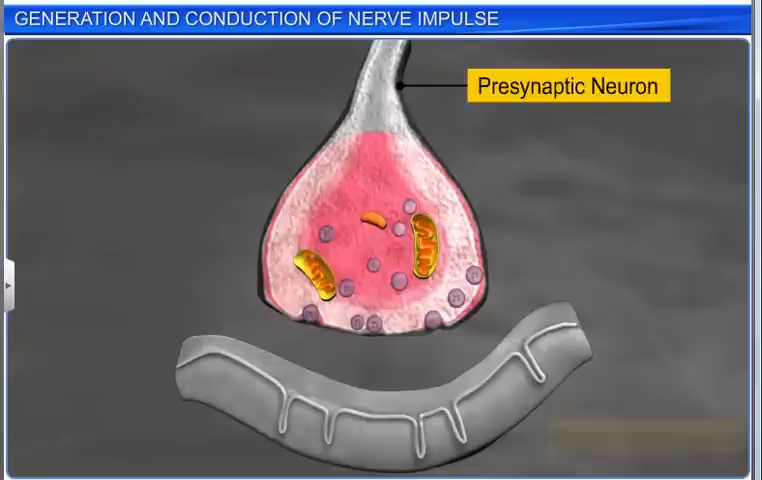 GENERATION AND CONDUCTION OF NERVE IMPULSE
Presynaptic Neuron